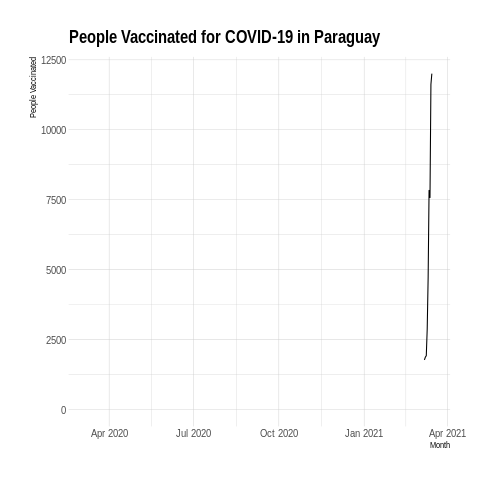 People Vaccinated for COVID-19 in Paraguay
People Vaccinated
12500
10000
7500
5000
2500
0
Apr 2020 Jul 2020 Oct 2020 Jan 2021 Apr 2021
Month